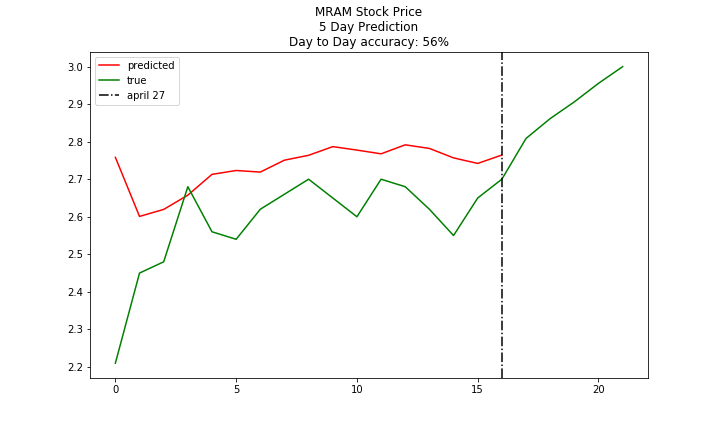 MRAM Stock Price
5 Day Prediction
Day to Day accuracy: 56%
predicted
true
april 27
3.0
2.9
2.8
2.7
2.6
2.5
2.4
2.3
2.2
0
5
10
15
20